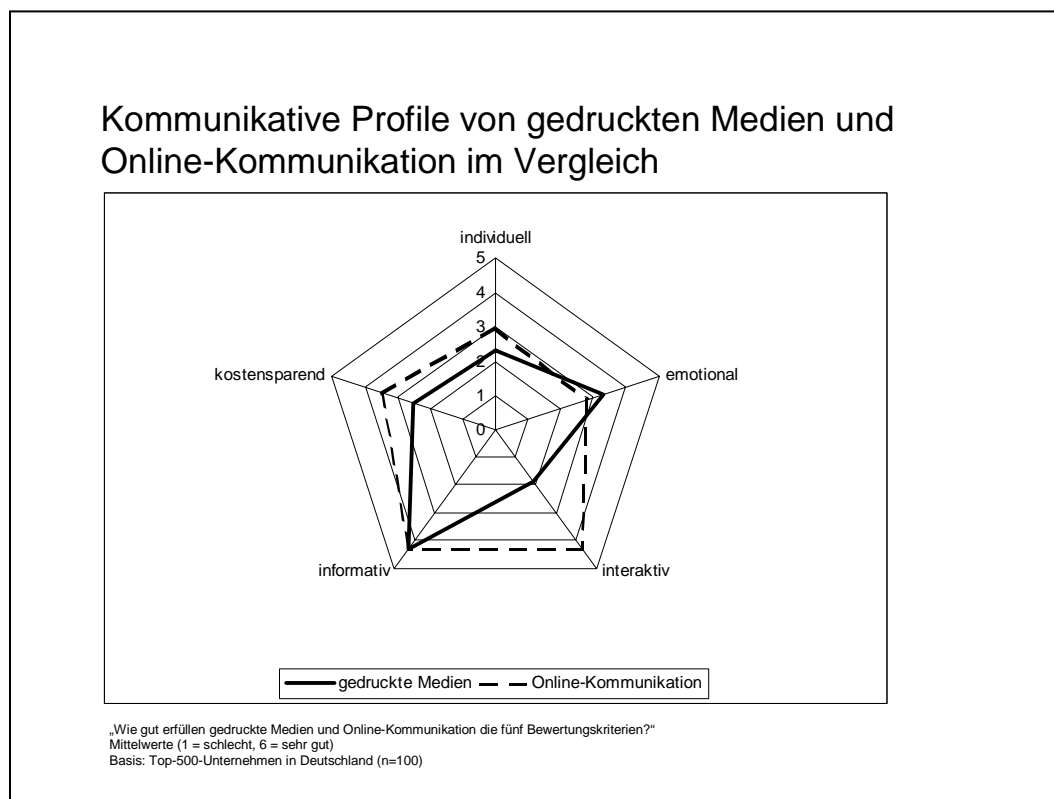 Kommunikative Profile von gedruckten Medien und
Online-Kommunikation im Vergleich
individuell
5
4
3
2
1
0
kostensparend
emotional
informativ
interaktiv
gedruckte Medien
Online-Kommunikation
„Wie gut erfüllen gedruckte Medien und Online-Kommunikation die fünf Bewertungskriterien?“
Mittelwerte (1 = schlecht, 6 = sehr gut)
Basis: Top-500-Unternehmen in Deutschland (n=100)